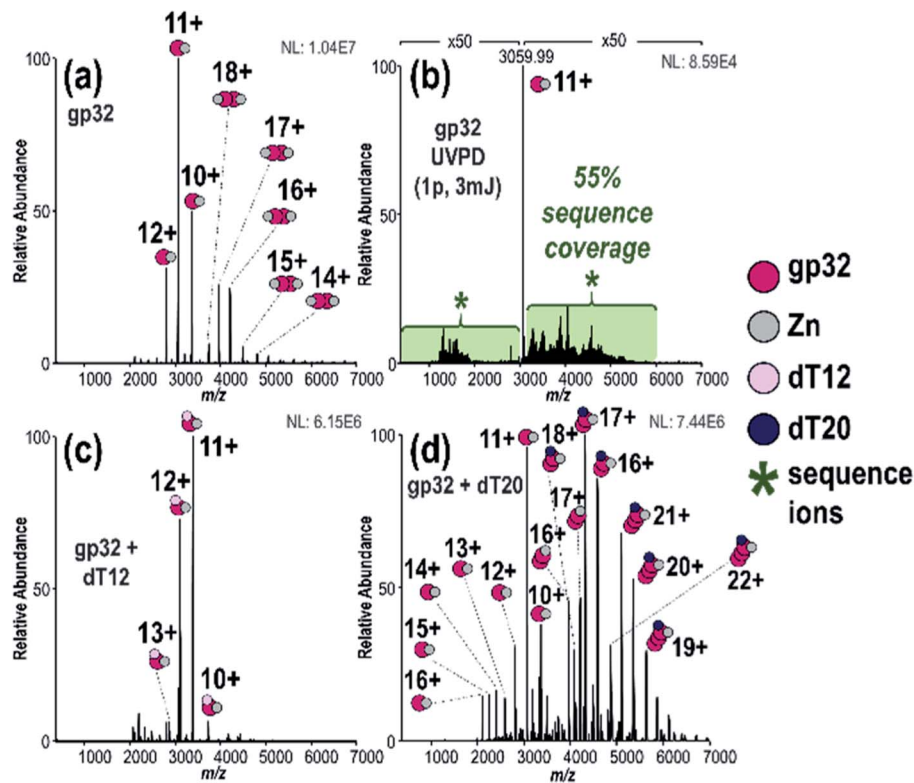 (a)
gp32
NL: 1.04E7
11+
18+
17+
10+
16+
12+
15+
14+
Relative Abundance
100
50
0
1000 2000 3000 4000 5000 6000 7000
m/z
(b)
x50
x50
3059.99
NL: 8.59E4
11+
gp32
UVPD
(1p, 3mJ)
55%
sequence
coverage
*
*
Relative Abundance
100
50
0
1000 2000 3000 4000 5000 6000 7000
m/z
gp32
Zn
dT12
dT20
* sequence
ions
(c)
NL: 6.15E6
11+
12+
gp32 +
dT12
13+
10+
Relative Abundance
100
50
0
1000 2000 3000 4000 5000 6000 7000
m/z
(d)
gp32 + dT20
NL: 7.44E6
11+
18+
17+
16+
17+
21+
16+
13+
14+
12+
20+
22+
10+
15+
19+
16+
Relative Abundance
100
50
0
1000 2000 3000 4000 5000 6000 7000
m/z